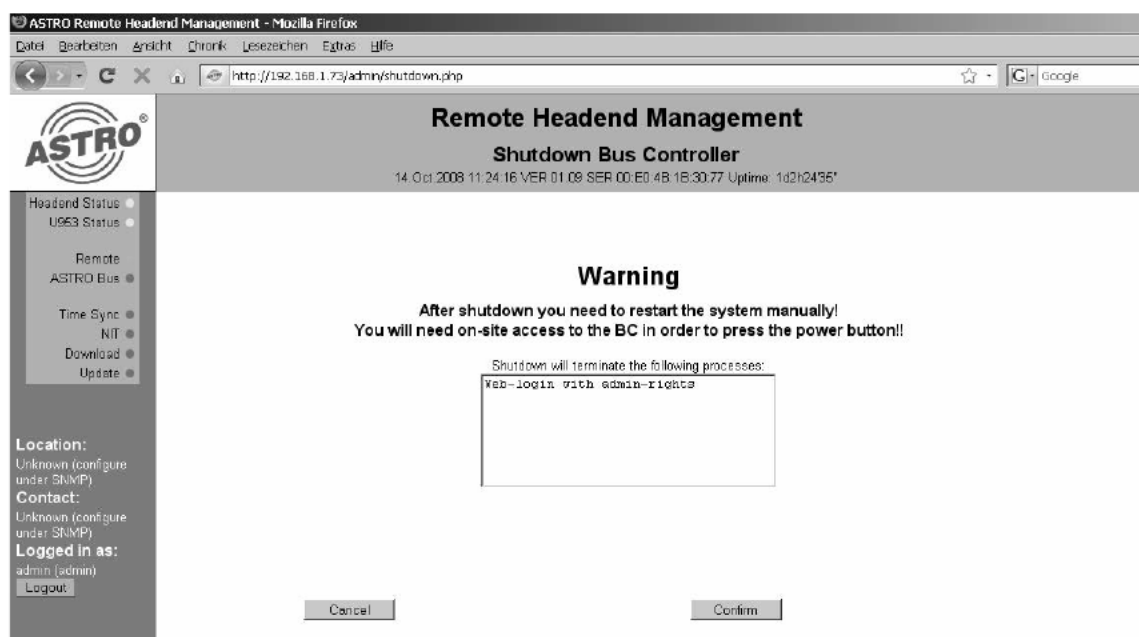 ASTRO Remote Headend Management - Mozilla Firefox
Datei Bearbeiten Ansicht Chronik Lesezeichen Extras Hilfe
http://192.168.1.73/admin/shutdown.php
G Google
ASTRO®
Remote Headend Management
Shutdown Bus Controller
14.Oct.2008 11:24:16 VER 01.09 SER 00:E0:4B:1B:30:77 Uptime: 1d2h24'35"
Headend Status
U953 Status
Remote
ASTRO Bus
Time Sync
NIT
Download
Update
Location:
Unknown (configure
under SNMP)
Contact:
Unknown (configure
under SNMP)
Logged in as:
admin (admin)
Logout
Warning
After shutdown you need to restart the system manually!
You will need on-site access to the BC in order to press the power button!!
Shutdown will terminate the following processes:
Web-login with admin-rights
Cancel
Confirm